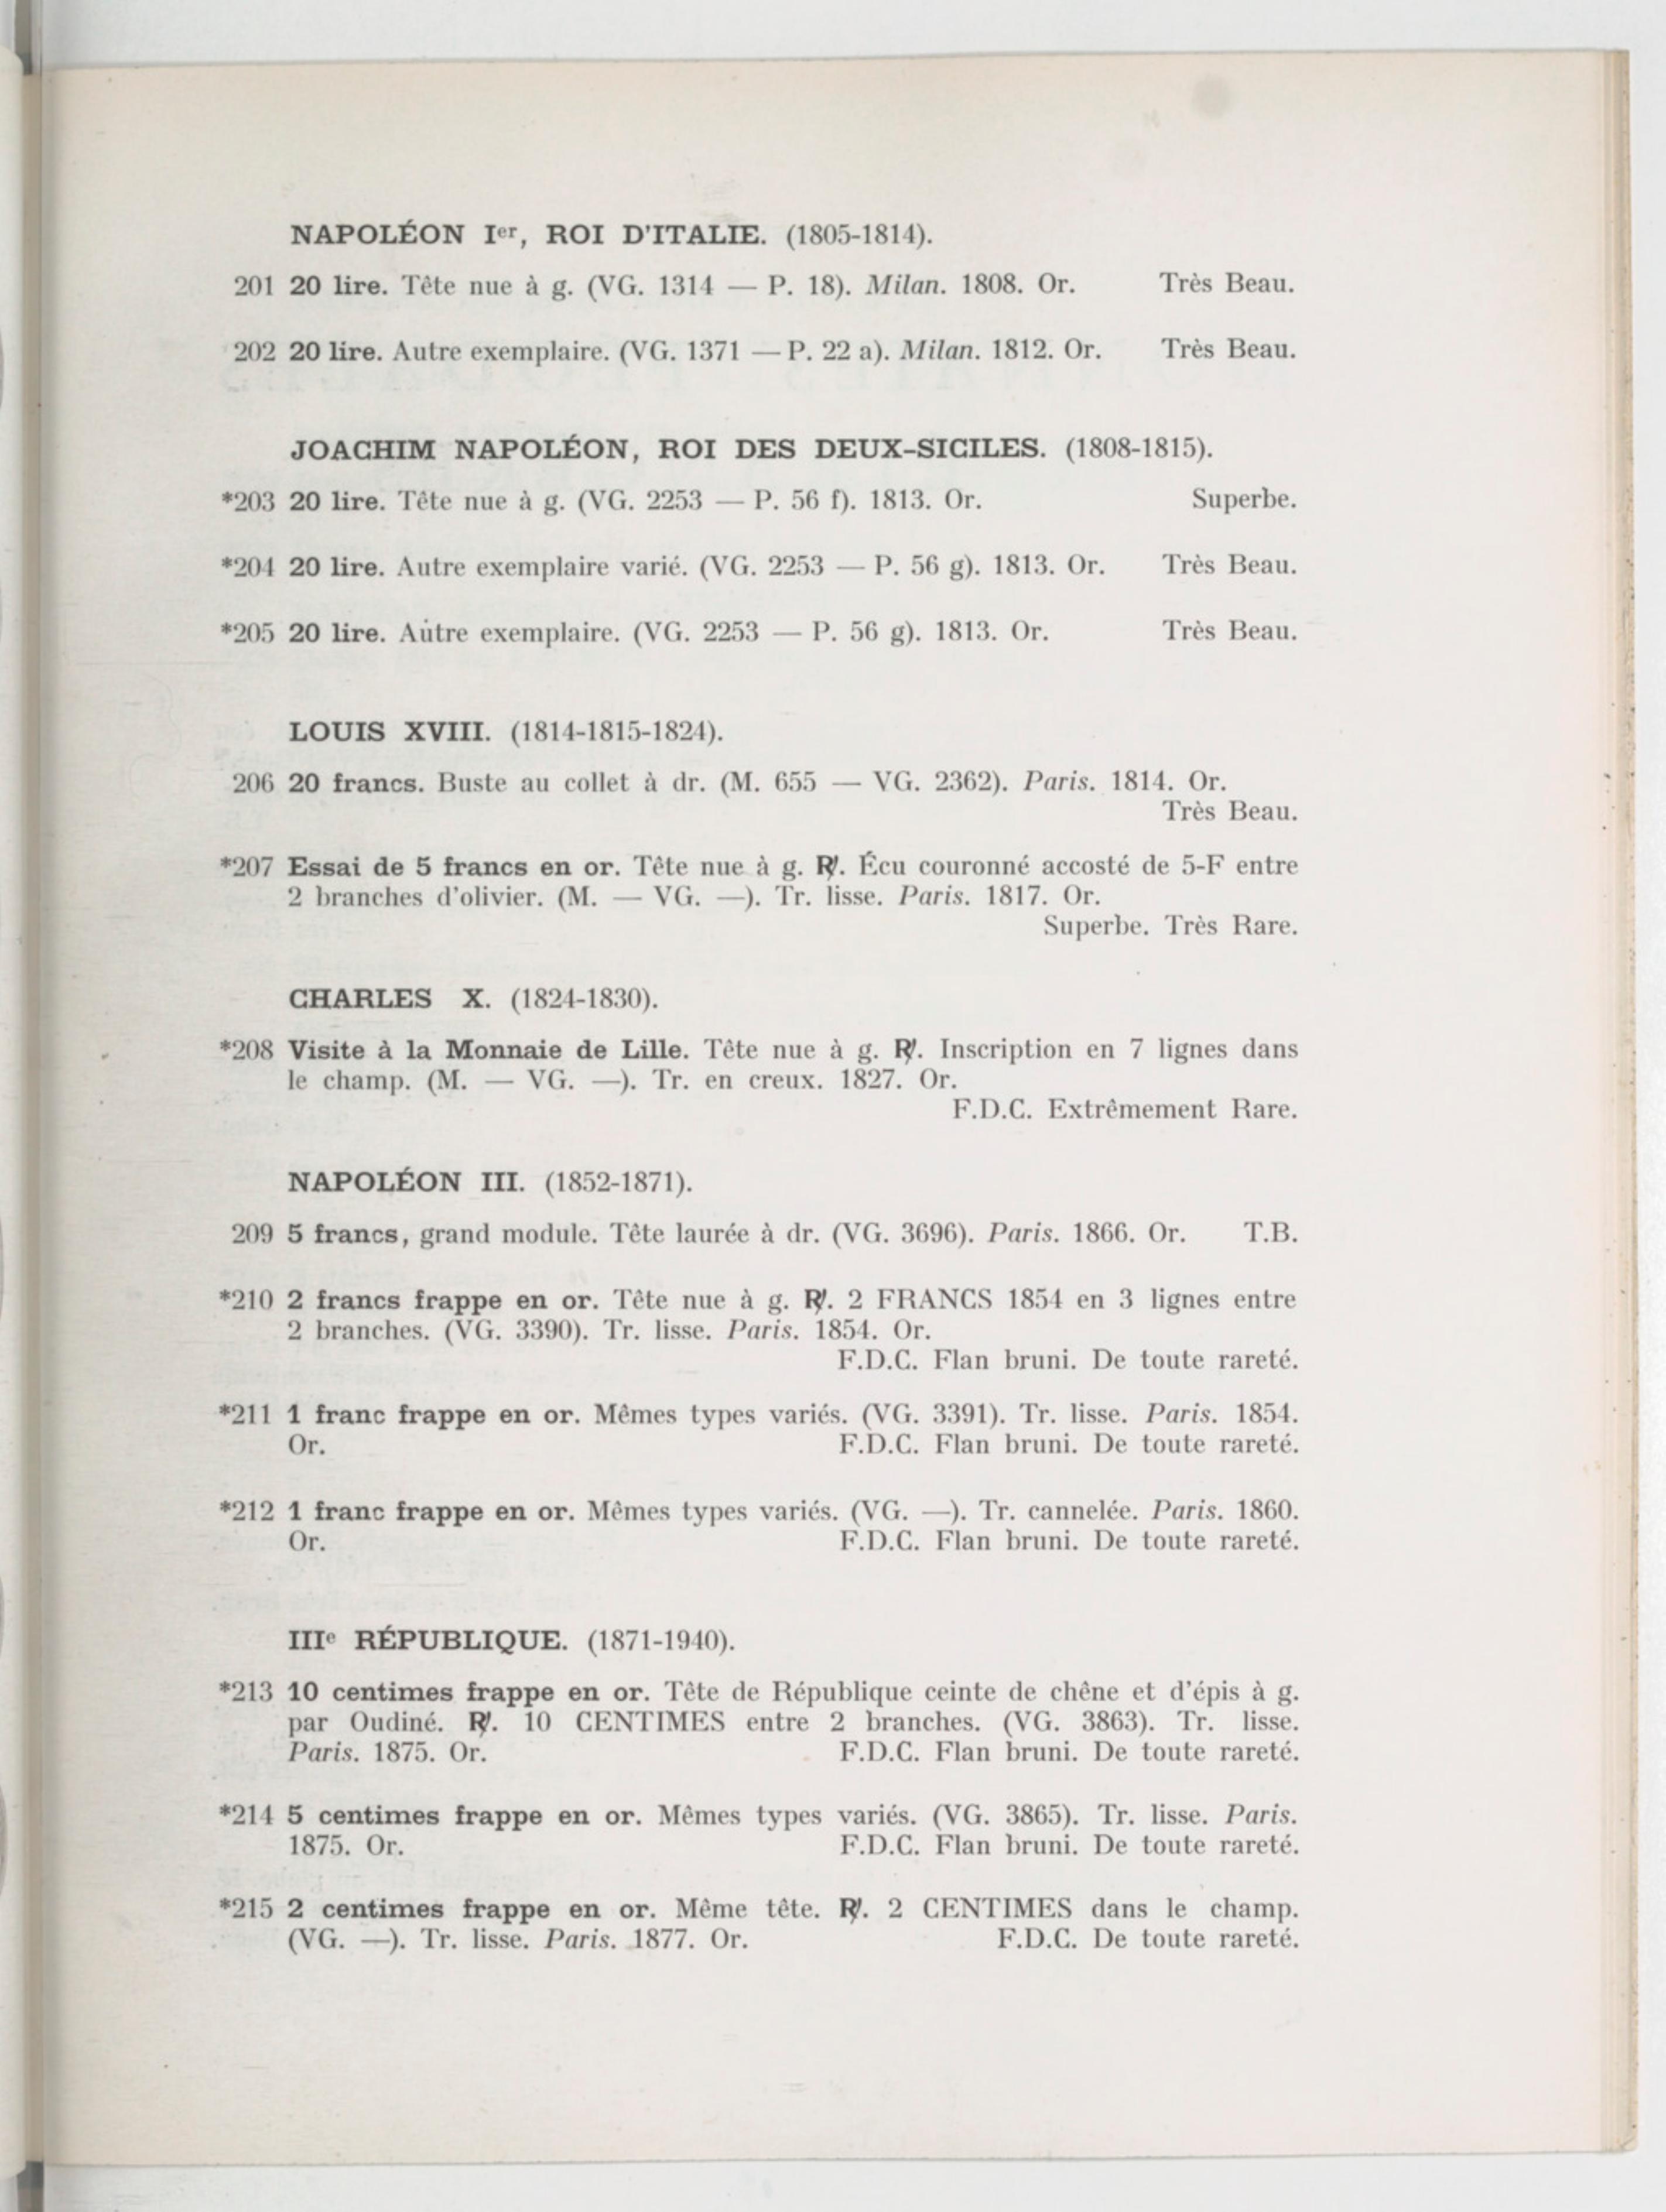 NAPOLÉON Ier, ROI D'ITALIE. (1805-1814).
201 20 lire. Tête nue à g. (VG. 1314 — P. 18). Milan. 1808. Or. Très Beau.
202 20 lire. Autre exemplaire. (VG. 1371 — P. 22 a). Milan. 1812. Or. Très Beau.
JOACHIM NAPOLÉON, ROI DES DEUX-SICILES. (1808-1815).
*203 20 lire. Tête nue à g. (VG. 2253 — P. 56 f). 1813. Or. Superbe.
*204 20 lire. Autre exemplaire varié. (VG. 2253 — P. 56 g). 1813. Or. Très Beau.
*205 20 lire. Autre exemplaire. (VG. 2253 — P. 56 g). 1813. Or. Très Beau.
LOUIS XVIII. (1814-1815-1824).
206 20 francs. Buste au collet à dr. (M. 655 — VG. 2362). Paris. 1814. Or.
Très Beau.
*207 Essai de 5 francs en or. Tête nue à g. R/. Écu couronné accosté de 5-F entre
2 branches d'olivier. (M. — VG. —). Tr. lisse. Paris. 1817. Or.
Superbe. Très Rare.
CHARLES X. (1824-1830).
*208 Visite à la Monnaie de Lille. Tête nue à g. R/. Inscription en 7 lignes dans
le champ. (M. — VG. —). Tr. en creux. 1827. Or.
F.D.C. Extrêmement Rare.
NAPOLÉON III. (1852-1871).
209 5 francs, grand module. Tête laurée à dr. (VG. 3696). Paris. 1866. Or. T.B.
*210 2 francs frappe en or. Tête nue à g. R/. 2 FRANCS 1854 en 3 lignes entre
2 branches. (VG. 3390). Tr. lisse. Paris. 1854. Or.
F.D.C. Flan bruni. De toute rareté.
*211 1 franc frappe en or. Mêmes types variés. (VG. 3391). Tr. lisse. Paris. 1854.
Or. F.D.C. Flan bruni. De toute rareté.
*212 1 franc frappe en or. Mêmes types variés. (VG. —). Tr. cannelée. Paris. 1860.
Or. F.D.C. Flan bruni. De toute rareté.
IIIe RÉPUBLIQUE. (1871-1940).
*213 10 centimes frappe en or. Tête de République ceinte de chêne et d'épis à g.
par Oudiné. R/. 10 CENTIMES entre 2 branches. (VG. 3863). Tr. lisse.
Paris. 1875. Or. F.D.C. Flan bruni. De toute rareté.
*214 5 centimes frappe en or. Mêmes types variés. (VG. 3865). Tr. lisse. Paris.
1875. Or. F.D.C. Flan bruni. De toute rareté.
*215 2 centimes frappe en or. Même tête. R/. 2 CENTIMES dans le champ.
(VG. —). Tr. lisse. Paris. 1877. Or. F.D.C. De toute rareté.